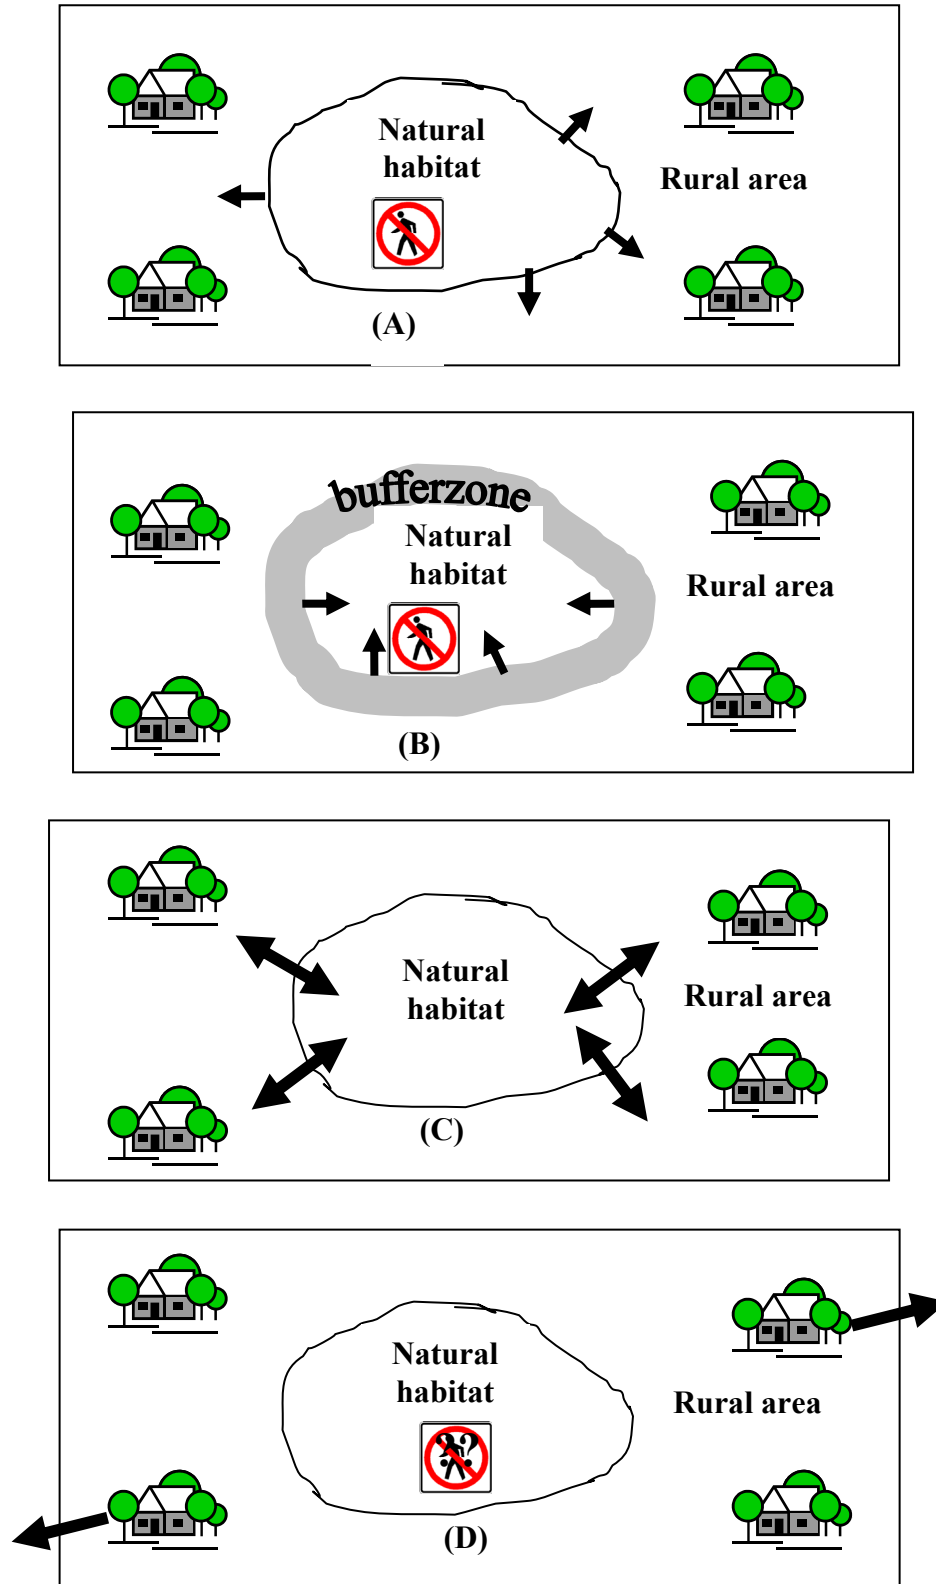 Natural
habitat
Rural area
(A)
bufferzone
Natural
habitat
Rural area
(B)
Natural
habitat
Rural area
(C)
Natural
habitat
Rural area
??
(D)